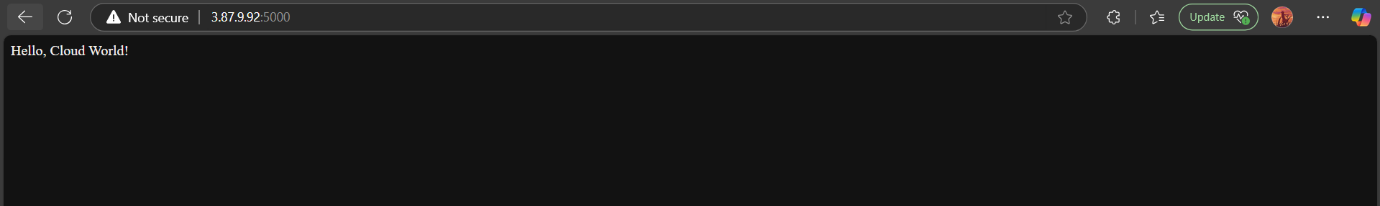 Not secure 3.87.9.92:5000 Update
Hello, Cloud World!